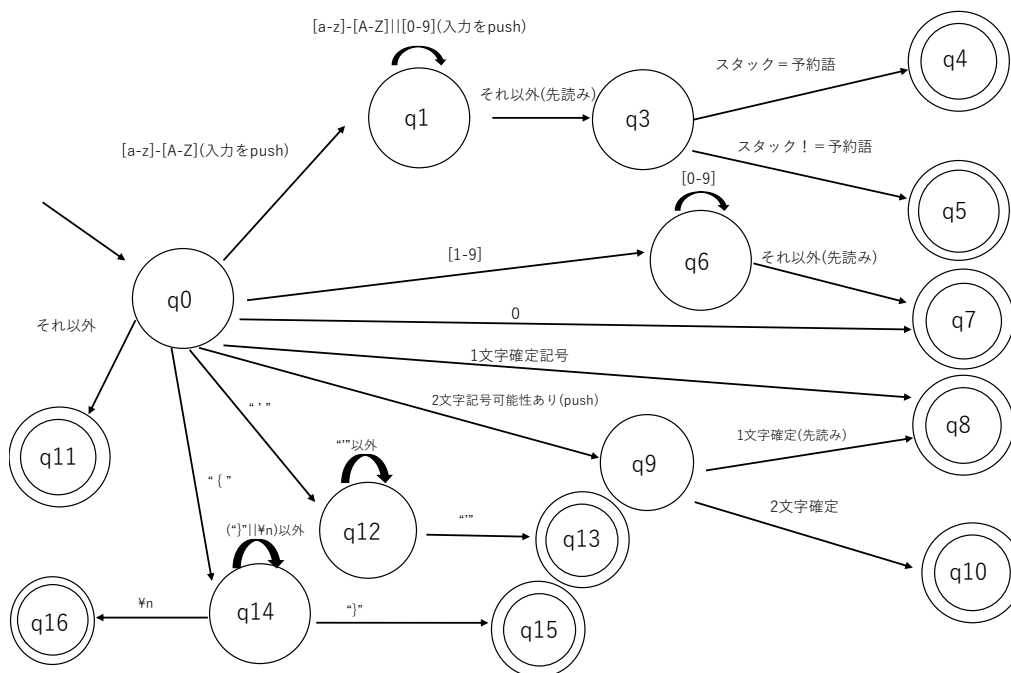 [a-z]-[A-Z]||[0-9](入力をpush)
q4
スタック＝予約語
それ以外(先読み)
q1
q3
[a-z]-[A-Z](入力をpush)
スタック！＝予約語
[0-9]
q5
[1-9]
q6
それ以外(先読み)
q0
それ以外
0
q7
1文字確定記号
2文字記号可能性あり(push)
“ ’ ”
q8
1文字確定(先読み)
“’”以外
q11
q9
“ { ”
2文字確定
(“}”||¥n)以外
q12
“’”
q13
q10
¥n
q14
“}”
q16
q15